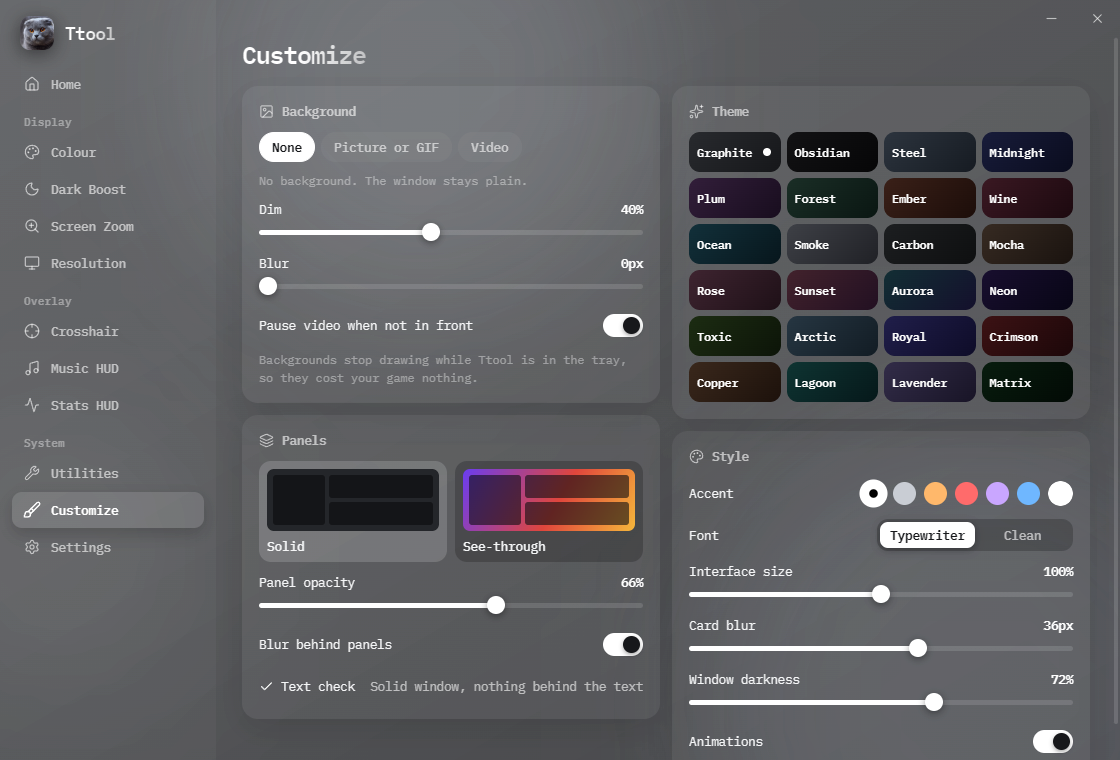 Ttool
Home
Display
Colour
Dark Boost
Screen Zoom
Resolution
Overlay
Crosshair
Music HUD
Stats HUD
System
Utilities
Customize
Settings
Customize
Background
None
Picture or GIF
Video
No background. The window stays plain.
Dim 40%
Blur 0px
Pause video when not in front
Backgrounds stop drawing while Ttool is in the tray,
so they cost your game nothing.
Panels
Solid
See-through
Panel opacity 66%
Blur behind panels
Text check Solid window, nothing behind the text
Theme
Graphite Obsidian Steel Midnight
Plum Forest Ember Wine
Ocean Smoke Carbon Mocha
Rose Sunset Aurora Neon
Toxic Arctic Royal Crimson
Copper Lagoon Lavender Matrix
Style
Accent
Font Typewriter Clean
Interface size 100%
Card blur 36px
Window darkness 72%
Animations